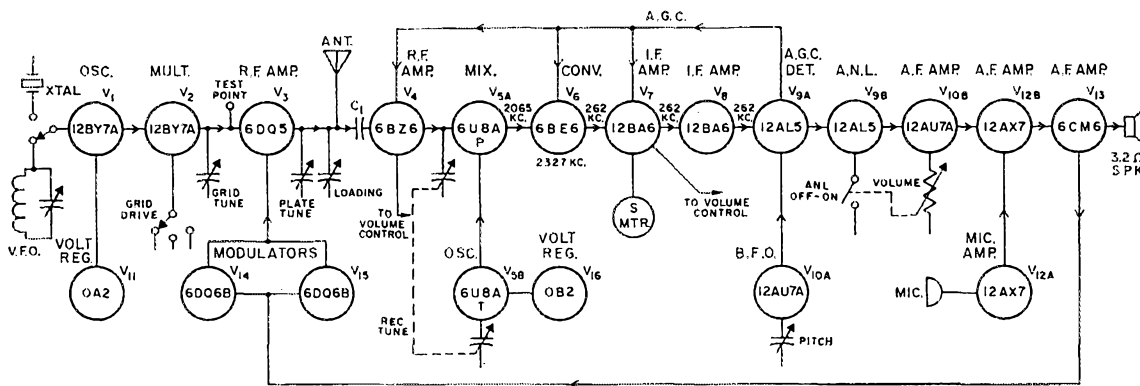 A.G.C.
ANT.
R.F. AMP.
I.F. AMP.
A.G.C. DET.
XTAL
OSC.
MULT.
TEST POINT
R.F. AMP.
MIX.
CONV.
I.F. AMP.
A.N.L.
A.F. AMP.
A.F. AMP.
A.F. AMP.
V1
V2
V3
C1
V4
V5A
V6
V7
V8
V9A
V9B
V10B
V12B
V13
12BY7A
12BY7A
6DQ5
6BZ6
6U8A P
2065 KC.
6BE6
262 KC.
12BA6
262 KC.
12BA6
262 KC.
12AL5
12AL5
12AU7A
12AX7
6CM6
2327 KC.
3.2Ω SPK.
GRID DRIVE
GRID TUNE
PLATE TUNE
LOADING
TO VOLUME CONTROL
S MTR.
TO VOLUME CONTROL
ANL OFF-ON
VOLUME
V.F.O.
VOLT REG.
V11
0A2
MODULATORS
V14
6DQ6B
V15
6DQ6B
REC TUNE
OSC.
V5B
6U8A T
VOLT REG.
V16
0B2
B.F.O.
V10A
12AU7A
PITCH
MIC. AMP.
V12A
MIC.
12AX7